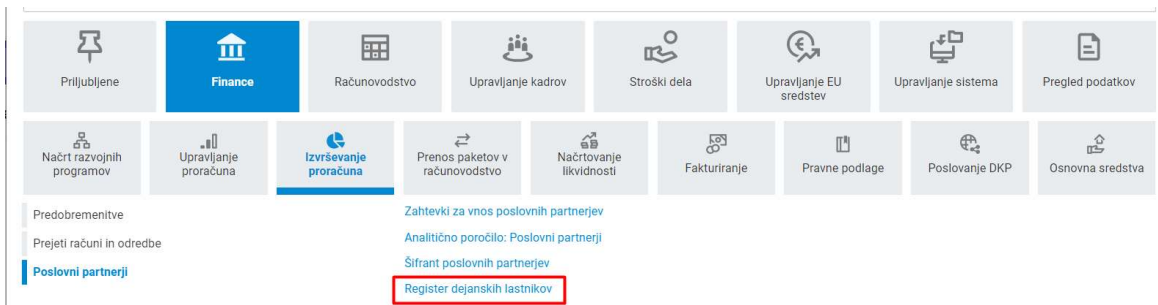 Priljubljene
Finance
Računovodstvo
Upravljanje kadrov
Stroški dela
Upravljanje EU
sredstev
Upravljanje sistema
Pregled podatkov
Načrt razvojnih
programov
Upravljanje
proračuna
Izvrševanje
proračuna
Prenos paketov v
računovodstvo
Načrtovanje
likvidnosti
Fakturiranje
Pravne podlage
Poslovanje DKP
Osnovna sredstva
Predobremenitve
Prejeti računi in odredbe
Poslovni partnerji
Zahtevki za vnos poslovnih partnerjev
Analitično poročilo: Poslovni partnerji
Šifrant poslovnih partnerjev
Register dejanskih lastnikov